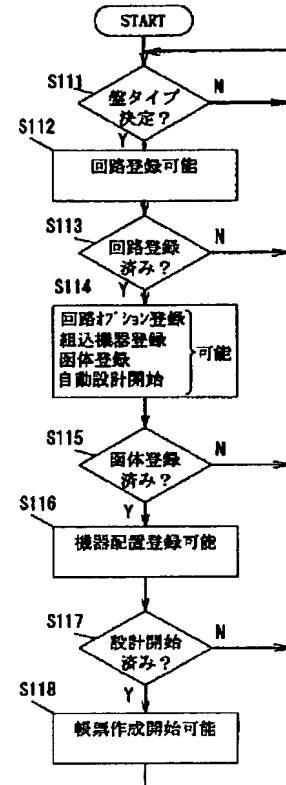 START
S111
盤タイプ
決定?
N
Y
S112
回路登録可能
S113
回路登録
済み?
N
Y
S114
回路オプション登録
組込機器登録
函体登録
自動設計開始
可能
S115
函体登録
済み?
N
Y
S116
機器配置登録可能
S117
設計開始
済み?
N
Y
S118
帳票作成開始可能